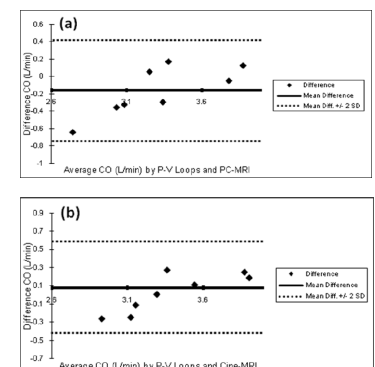 (a)
0.6
0.4
0.2
0
-0.2
-0.4
-0.6
-0.8
-1
2.6 3.1 3.6
Difference CO (L/min)
Average CO (L/min) by P-V Loops and PC-MRI
Difference
Mean Difference
Mean Diff. +/- 2 SD
(b)
0.9
0.7
0.5
0.3
0.1
-0.1
-0.3
-0.5
-0.7
2.6 3.1 3.6
Difference CO (L/min)
Average CO (L/min) by P-V Loops and Cine-MRI
Difference
Mean Difference
Mean Diff. +/- 2 SD